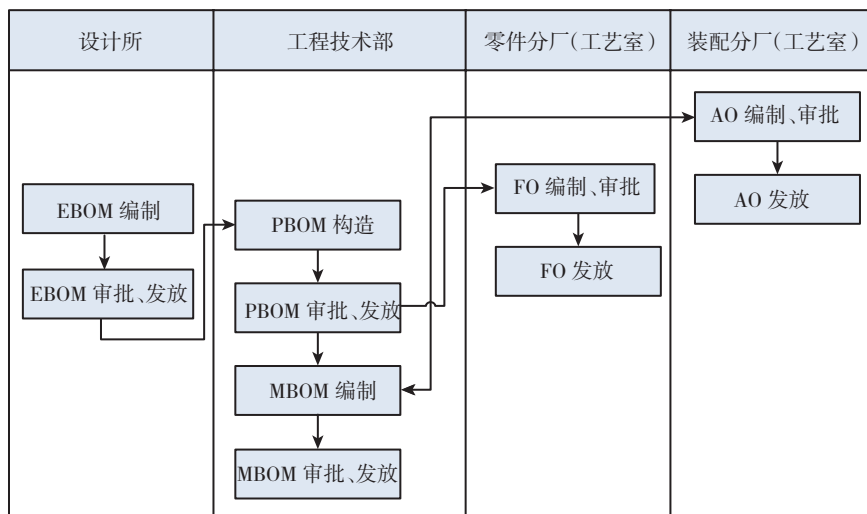 设计所
工程技术部
零件分厂(工艺室)
装配分厂(工艺室)
EBOM 编制
EBOM 审批、发放
PBOM 构造
PBOM 审批、发放
MBOM 编制
MBOM 审批、发放
FO 编制、审批
FO 发放
AO 编制、审批
AO 发放